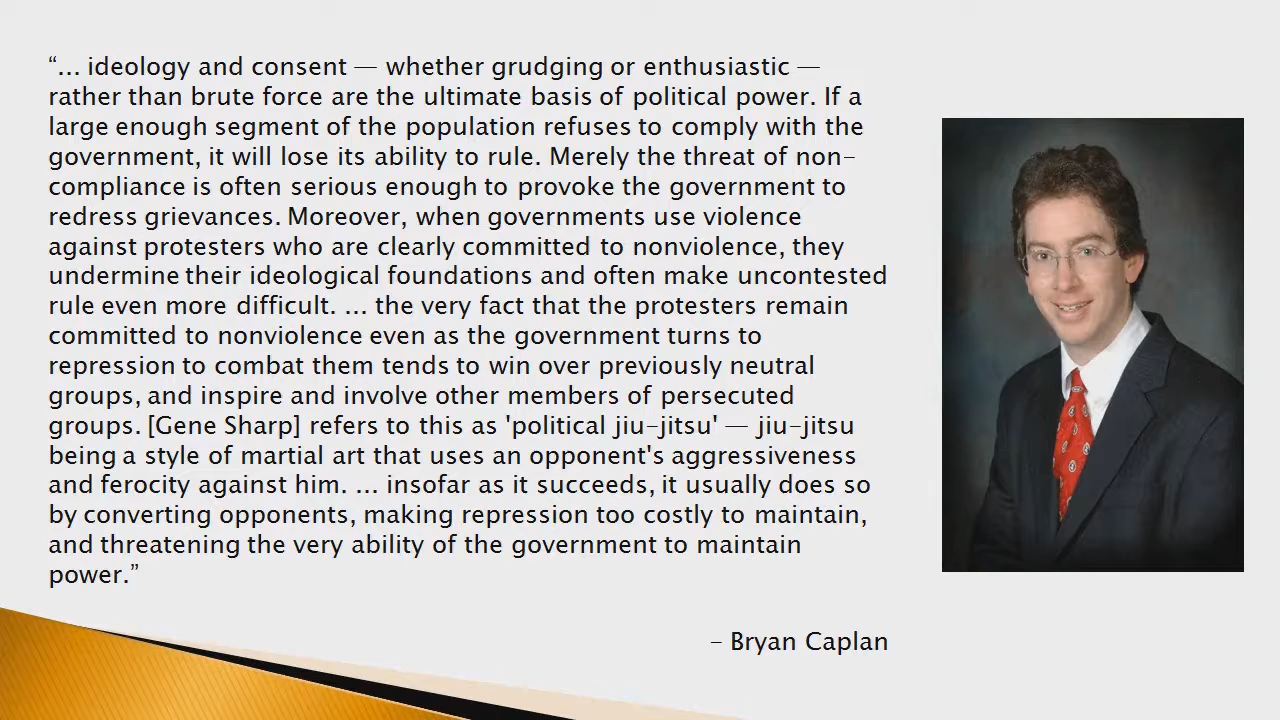 “... ideology and consent — whether grudging or enthusiastic —
rather than brute force are the ultimate basis of political power. If a
large enough segment of the population refuses to comply with the
government, it will lose its ability to rule. Merely the threat of non-
compliance is often serious enough to provoke the government to
redress grievances. Moreover, when governments use violence
against protesters who are clearly committed to nonviolence, they
undermine their ideological foundations and often make uncontested
rule even more difficult. ... the very fact that the protesters remain
committed to nonviolence even as the government turns to
repression to combat them tends to win over previously neutral
groups, and inspire and involve other members of persecuted
groups. [Gene Sharp] refers to this as 'political jiu-jitsu' — jiu-jitsu
being a style of martial art that uses an opponent's aggressiveness
and ferocity against him. ... insofar as it succeeds, it usually does so
by converting opponents, making repression too costly to maintain,
and threatening the very ability of the government to maintain
power.”
– Bryan Caplan